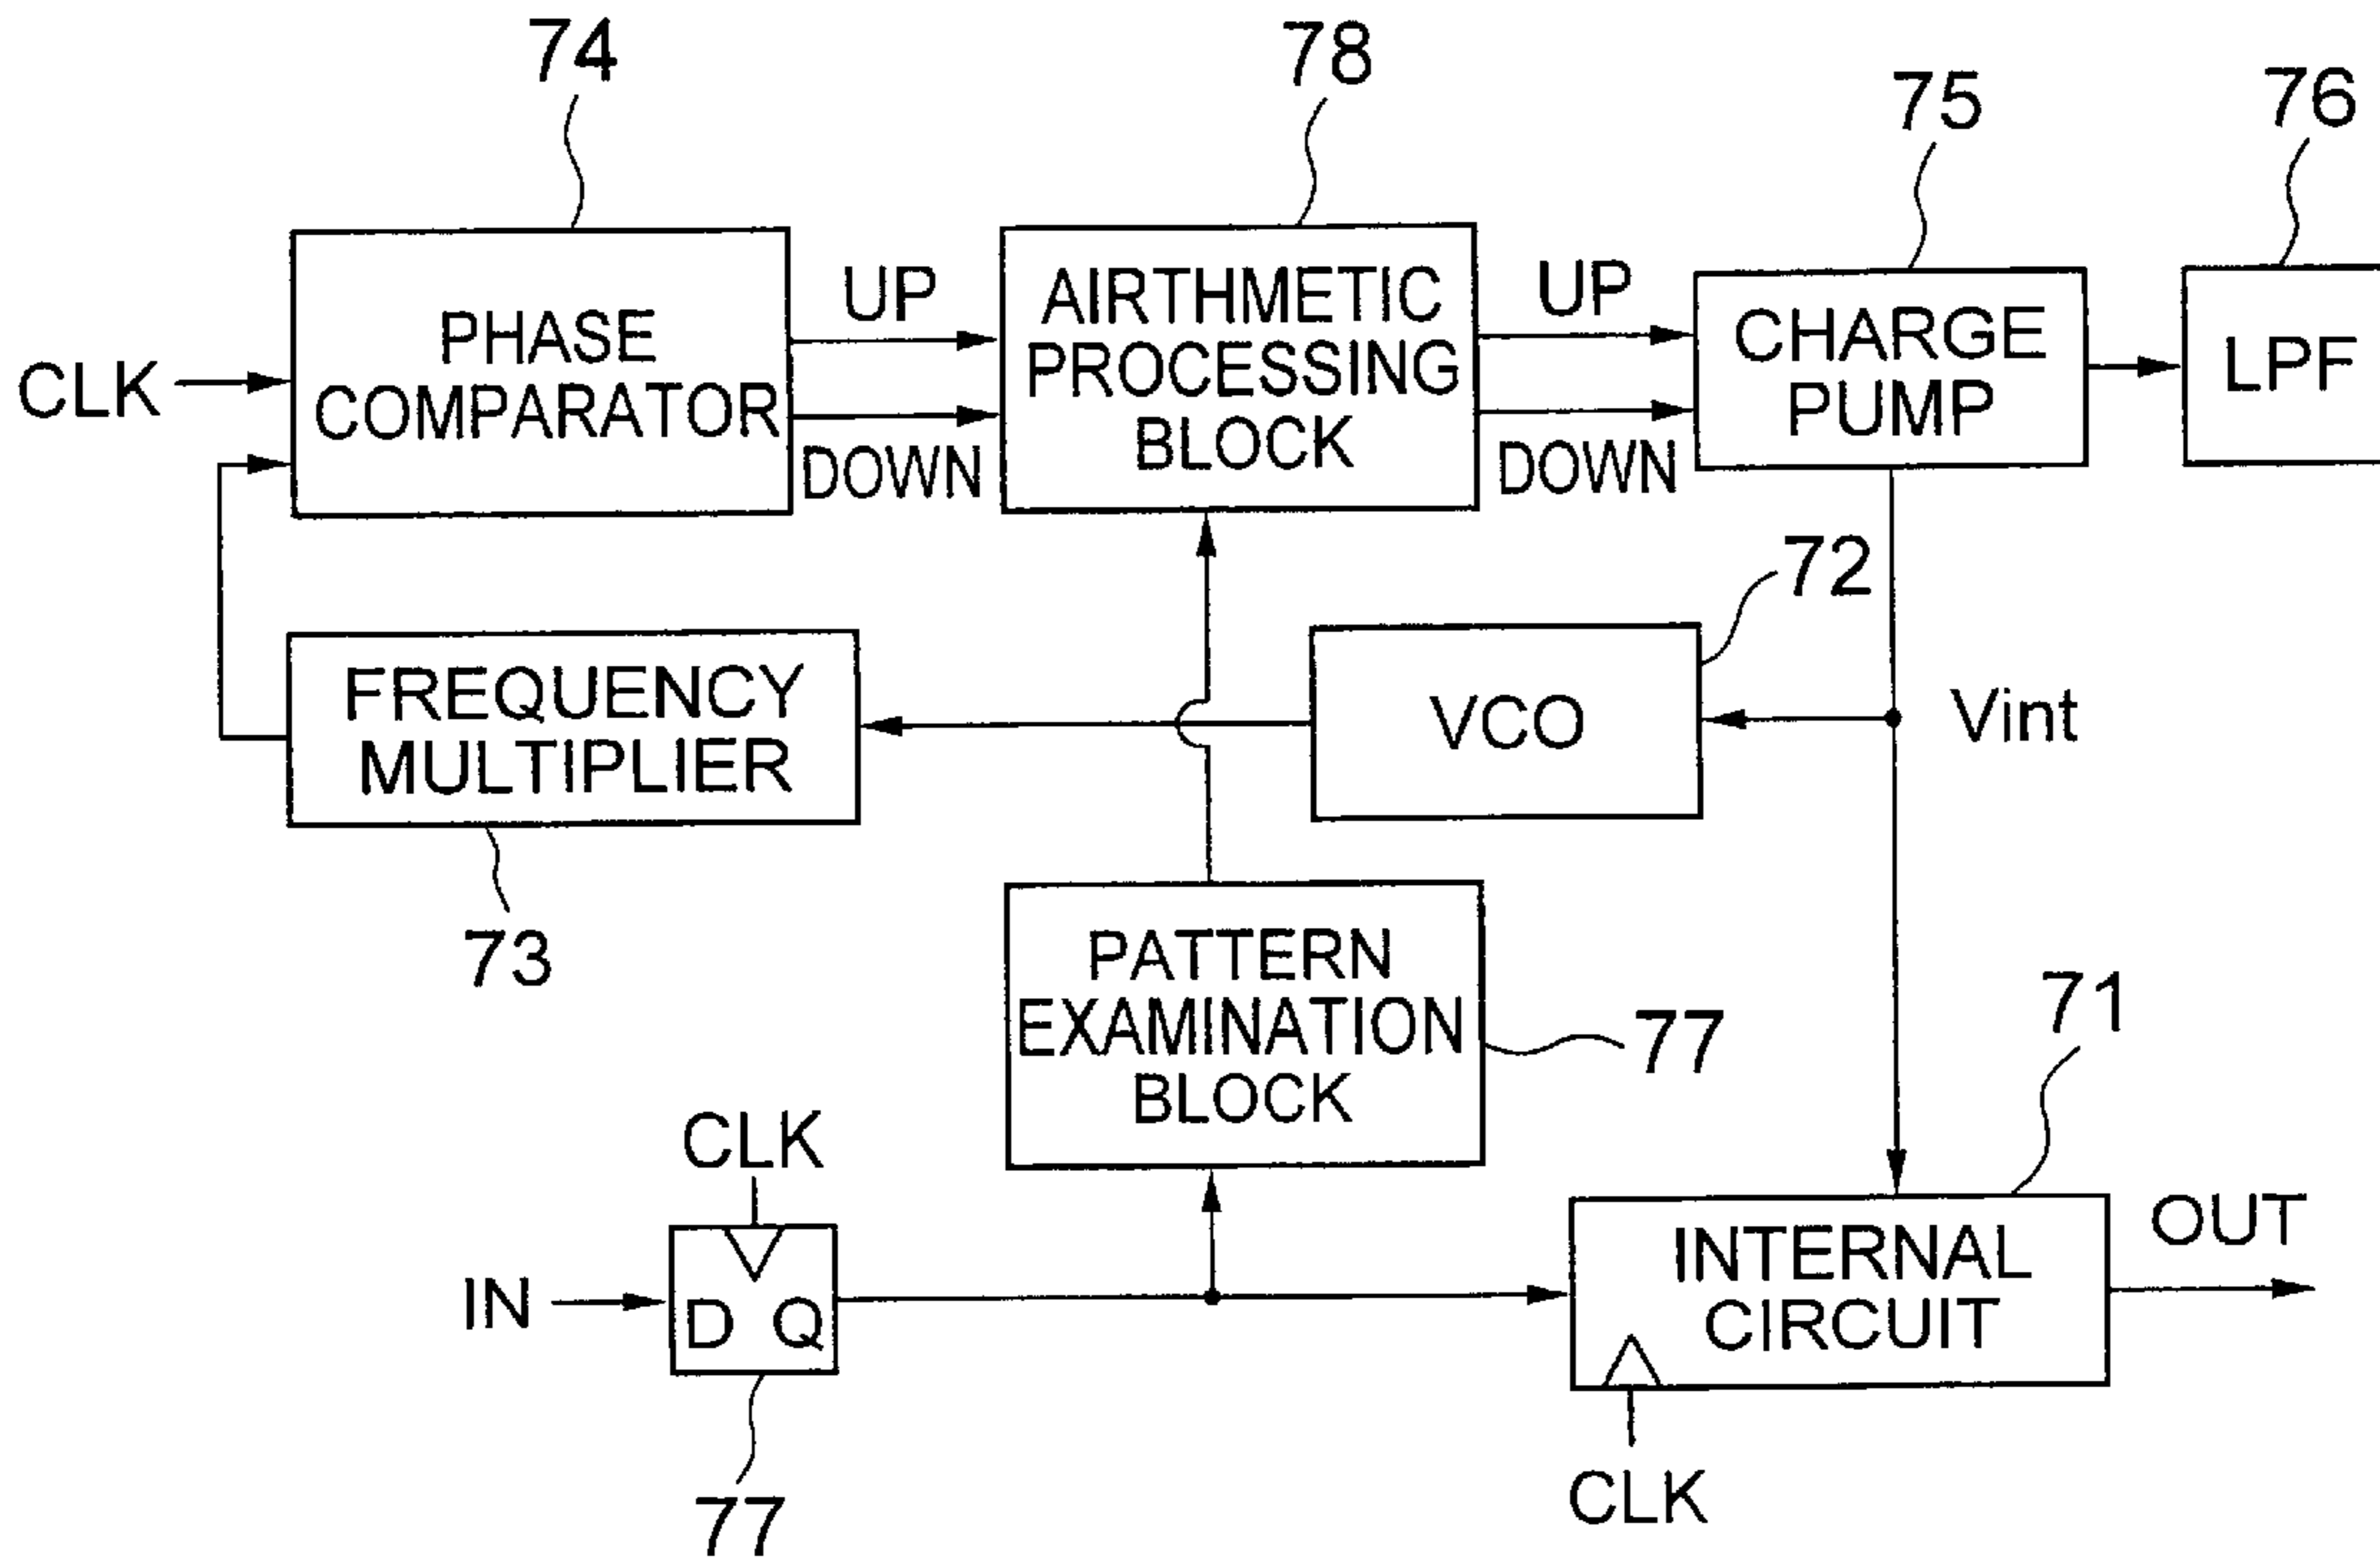 74
78
75
76
CLK
PHASE
COMPARATOR
UP
DOWN
AIRTHMETIC
PROCESSING
BLOCK
UP
DOWN
CHARGE
PUMP
LPF
72
FREQUENCY
MULTIPLIER
VCO
Vint
73
PATTERN
EXAMINATION
BLOCK
77
71
CLK
IN
D Q
77
INTERNAL
CIRCUIT
OUT
CLK